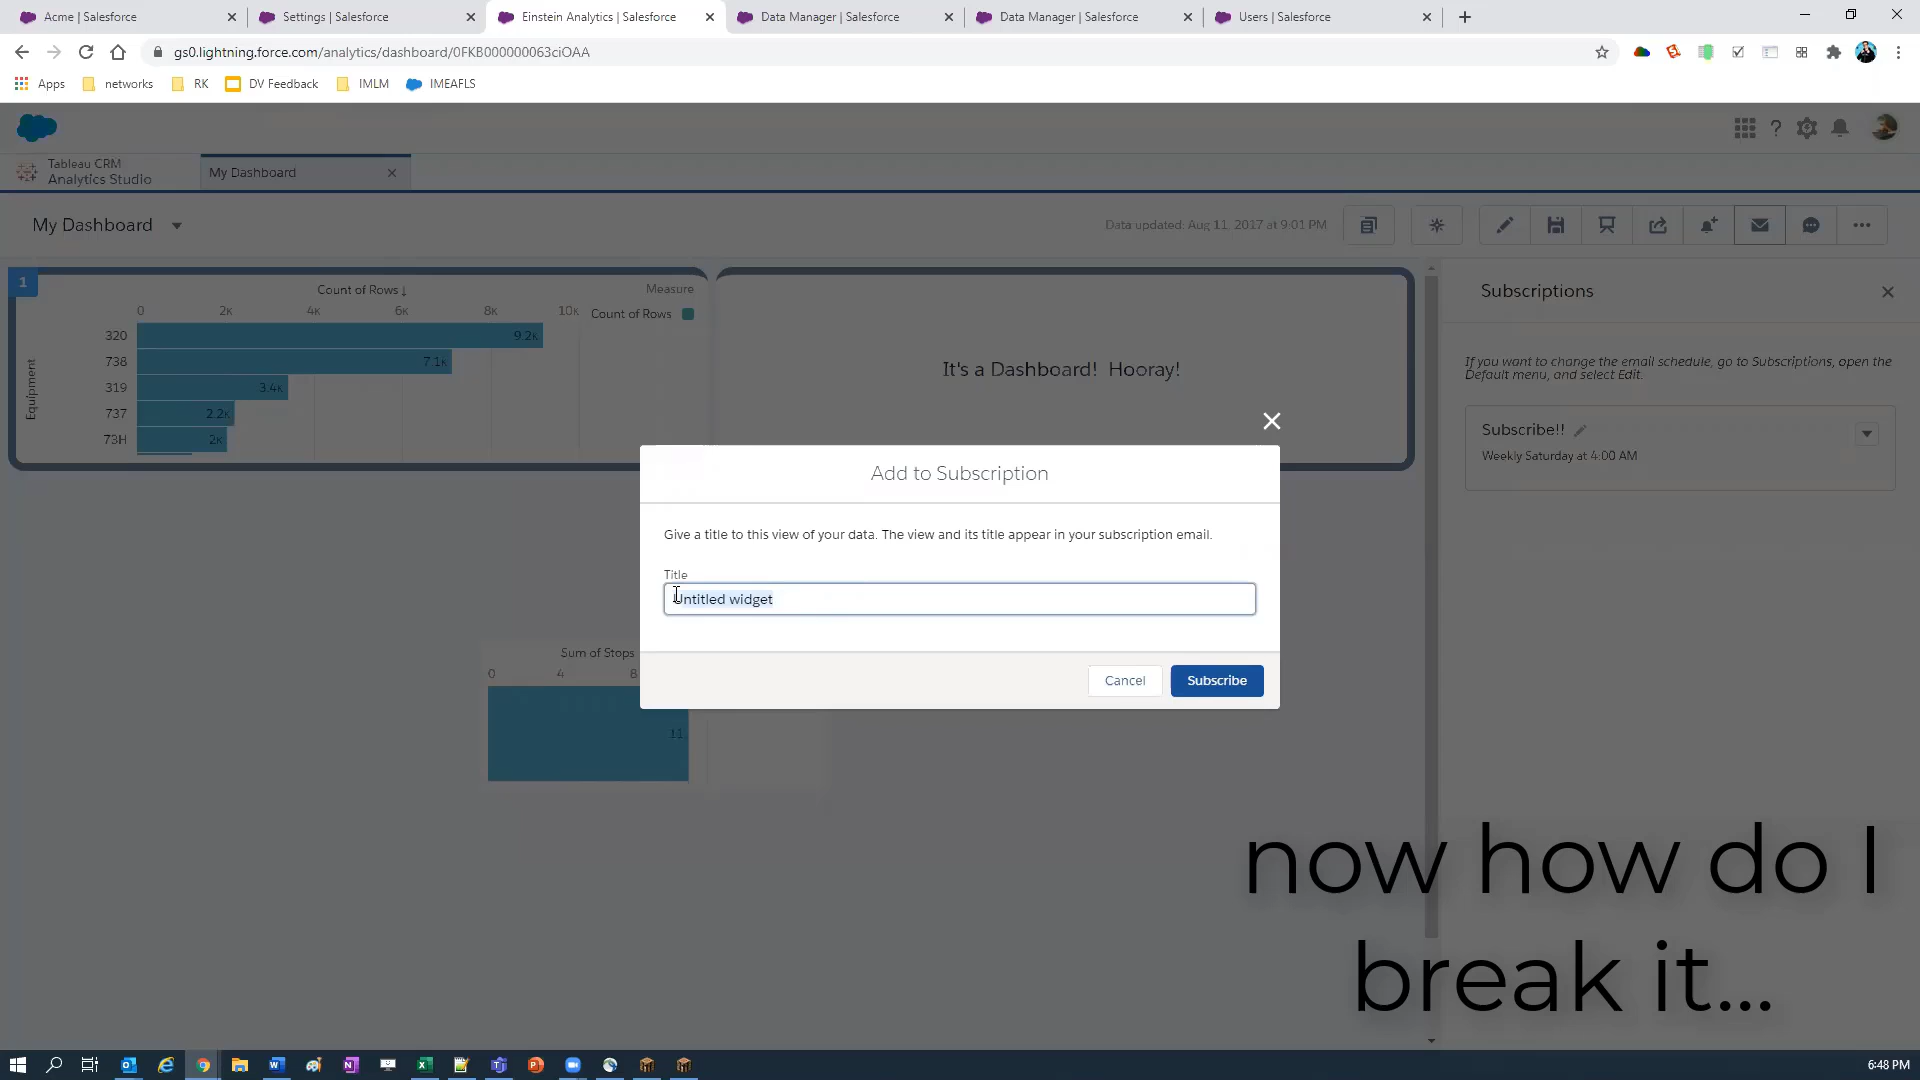 Acme | Salesforce
Settings | Salesforce
Einstein Analytics | Salesforce
Data Manager | Salesforce
Data Manager | Salesforce
Users | Salesforce
gs0.lightning.force.com/analytics/dashboard/0FKB000000063ciOAA
Apps
networks
RK
DV Feedback
IMLM
IMEAFLS
Tableau CRM
Analytics Studio
My Dashboard
My Dashboard
Data updated: Aug 11, 2017 at 9:01 PM
1
Count of Rows ↓
Measure
0 2K 4K 6K 8K 10K
Count of Rows
Equipment
320 9.2K
738 7.1K
319 3.4K
737 2.2K
73H 2K
It's a Dashboard! Hooray!
Subscriptions
If you want to change the email schedule, go to Subscriptions, open the
Default menu, and select Edit.
Subscribe!!
Weekly Saturday at 4:00 AM
Add to Subscription
Give a title to this view of your data. The view and its title appear in your subscription email.
Title
Untitled widget
Cancel
Subscribe
Sum of Stops
0 4 8
11
now how do I
break it...
6:48 PM